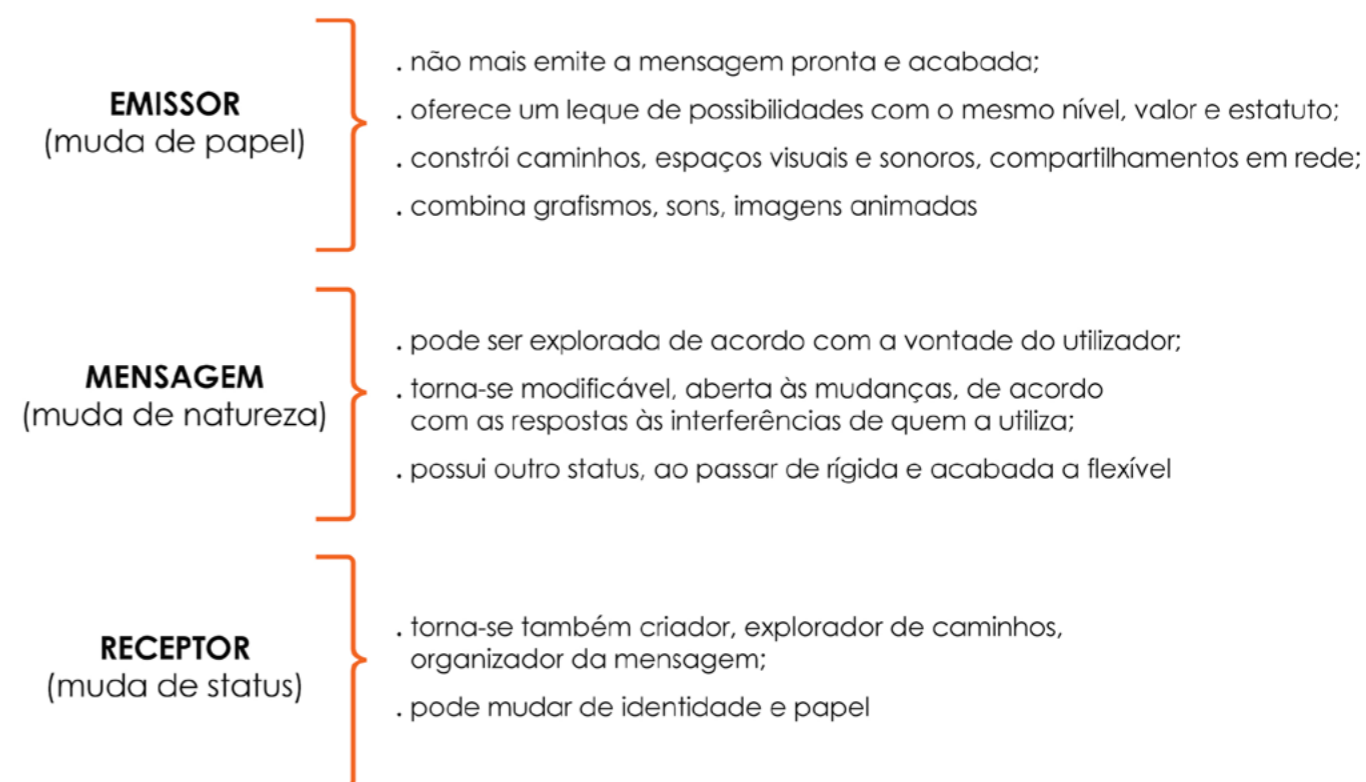 EMISSOR
(muda de papel)
. não mais emite a mensagem pronta e acabada;
. oferece um leque de possibilidades com o mesmo nível, valor e estatuto;
. constrói caminhos, espaços visuais e sonoros, compartilhamentos em rede;
. combina grafismos, sons, imagens animadas
MENSAGEM
(muda de natureza)
. pode ser explorada de acordo com a vontade do utilizador;
. torna-se modificável, aberta às mudanças, de acordo
com as respostas às interferências de quem a utiliza;
. possui outro status, ao passar de rígida e acabada a flexível
RECEPTOR
(muda de status)
. torna-se também criador, explorador de caminhos,
organizador da mensagem;
. pode mudar de identidade e papel